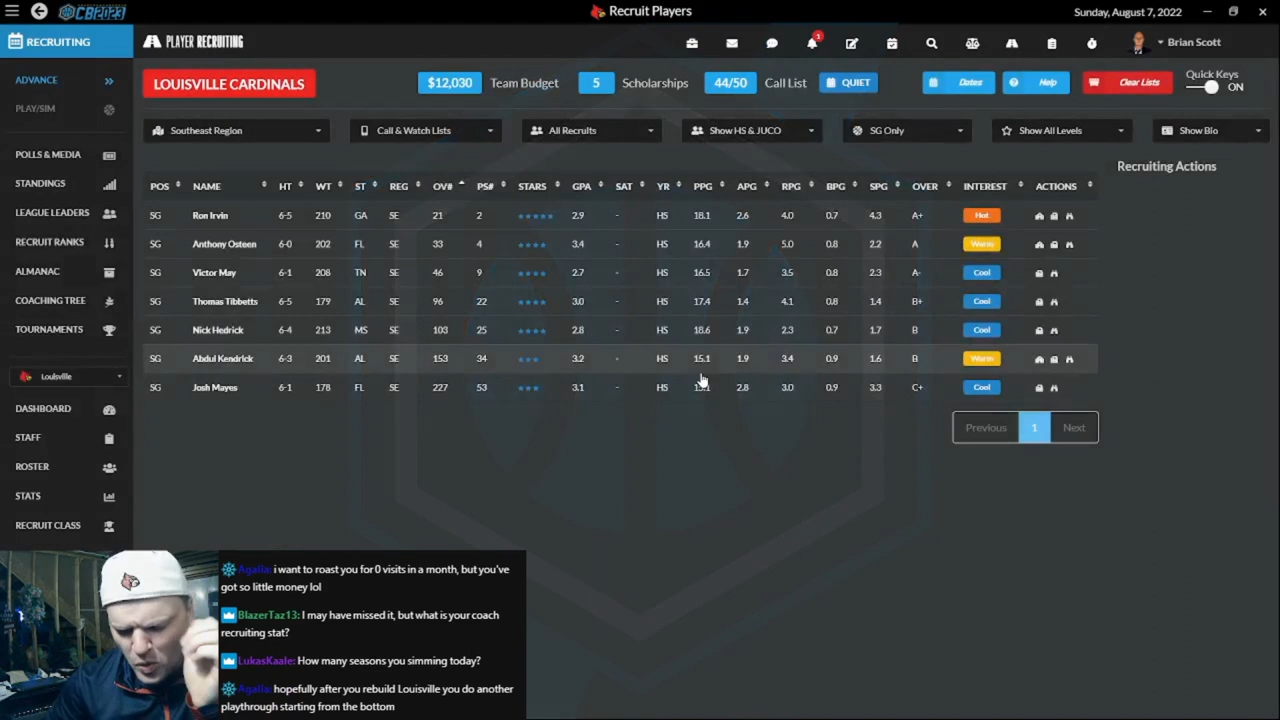 CB2023
Recruit Players
Sunday, August 7, 2022
RECRUITING
PLAYER RECRUITING
1
Brian Scott
ADVANCE
PLAY/SIM
POLLS & MEDIA
STANDINGS
LEAGUE LEADERS
RECRUIT RANKS
ALMANAC
COACHING TREE
TOURNAMENTS
Louisville
DASHBOARD
STAFF
ROSTER
STATS
RECRUIT CLASS
LOUISVILLE CARDINALS
$12,030 Team Budget 5 Scholarships 44/50 Call List QUIET
Dates Help Clear Lists
Quick Keys
ON
Southeast Region Call & Watch Lists All Recruits Show HS & JUCO SG Only Show All Levels Show Bio
Recruiting Actions
POS NAME HT WT ST REG OV# PS# STARS GPA SAT YR PPG APG RPG BPG SPG OVER INTEREST ACTIONS
SG Ron Irvin 6-5 210 GA SE 21 2 ★★★★★ 2.9 - HS 18.1 2.6 4.0 0.7 4.3 A+ Hot
SG Anthony Osteen 6-0 202 FL SE 33 4 ★★★★ 3.4 - HS 16.4 1.9 5.0 0.8 2.2 A Warm
SG Victor May 6-1 208 TN SE 46 9 ★★★★ 2.7 - HS 16.5 1.7 3.5 0.8 2.3 A- Cool
SG Thomas Tibbetts 6-5 179 AL SE 96 22 ★★★★ 3.0 - HS 17.4 1.4 4.1 0.8 1.4 B+ Cool
SG Nick Hedrick 6-4 213 MS SE 103 25 ★★★★ 2.8 - HS 18.6 1.9 2.3 0.7 1.7 B Cool
SG Abdul Kendrick 6-3 201 AL SE 153 34 ★★★ 3.2 - HS 15.1 1.9 3.4 0.9 1.6 B Warm
SG Josh Mayes 6-1 178 FL SE 227 53 ★★★ 3.1 - HS 2.8 3.0 0.9 3.3 C+ Cool
Previous 1 Next
Agaliz: i want to roast you for 0 visits in a month, but you've
got so little money lol
BlazerTaz13: I may have missed it, but what is your coach
recruiting stat?
LukasKaale: How many seasons you simming today?
Agaliz: hopefully after you rebuild Louisville you do another
playthrough starting from the bottom